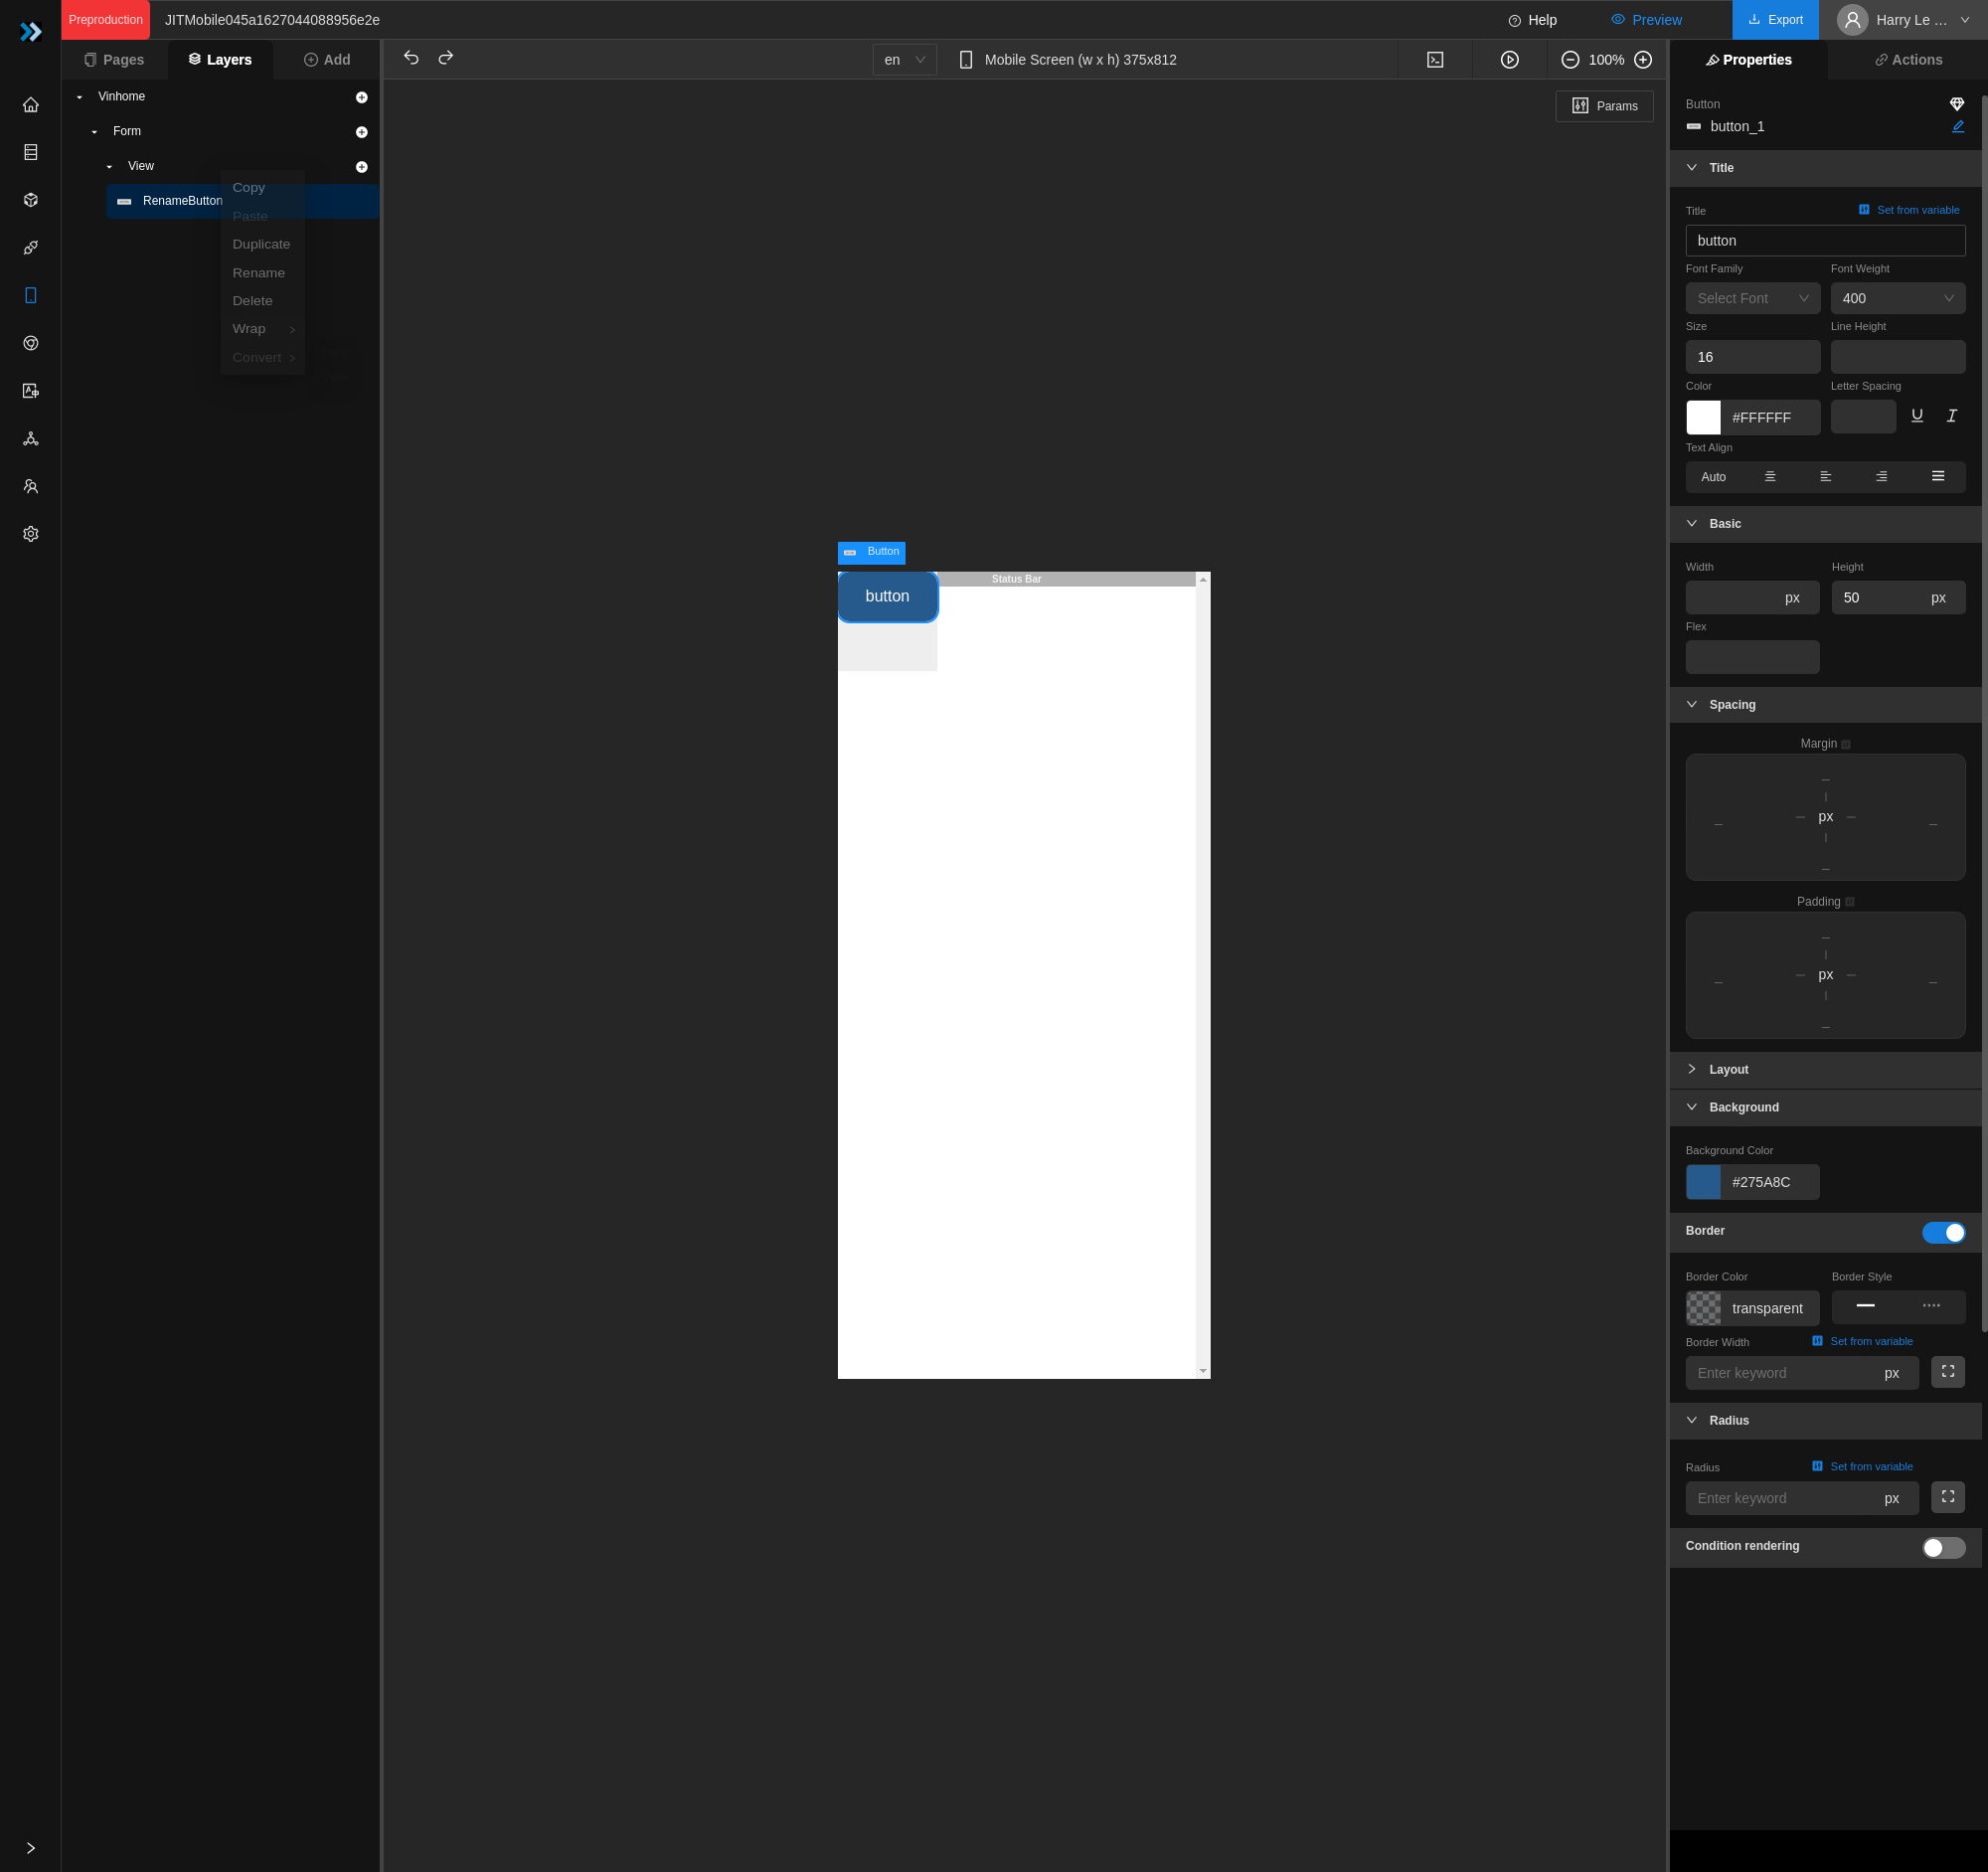 Preproduction
JITMobile045a1627044088956e2e
Help
Preview
Export
Harry Le ...
Pages
Layers
Add
en
Mobile Screen (w x h) 375x812
100%
Properties
Actions
Params
Vinhome
Form
View
RenameButton
Copy
Paste
Duplicate
Rename
Delete
Wrap
Convert
Button
button
Status Bar
Button
button_1
Title
Title
Set from variable
button
Font Family
Font Weight
Select Font
400
Size
Line Height
16
Color
Letter Spacing
#FFFFFF
Text Align
Auto
Basic
Width
Height
px
50
px
Flex
Spacing
Margin
px
Padding
px
Layout
Background
Background Color
#275A8C
Border
Border Color
Border Style
transparent
Border Width
Set from variable
Enter keyword
px
Radius
Radius
Set from variable
Enter keyword
px
Condition rendering